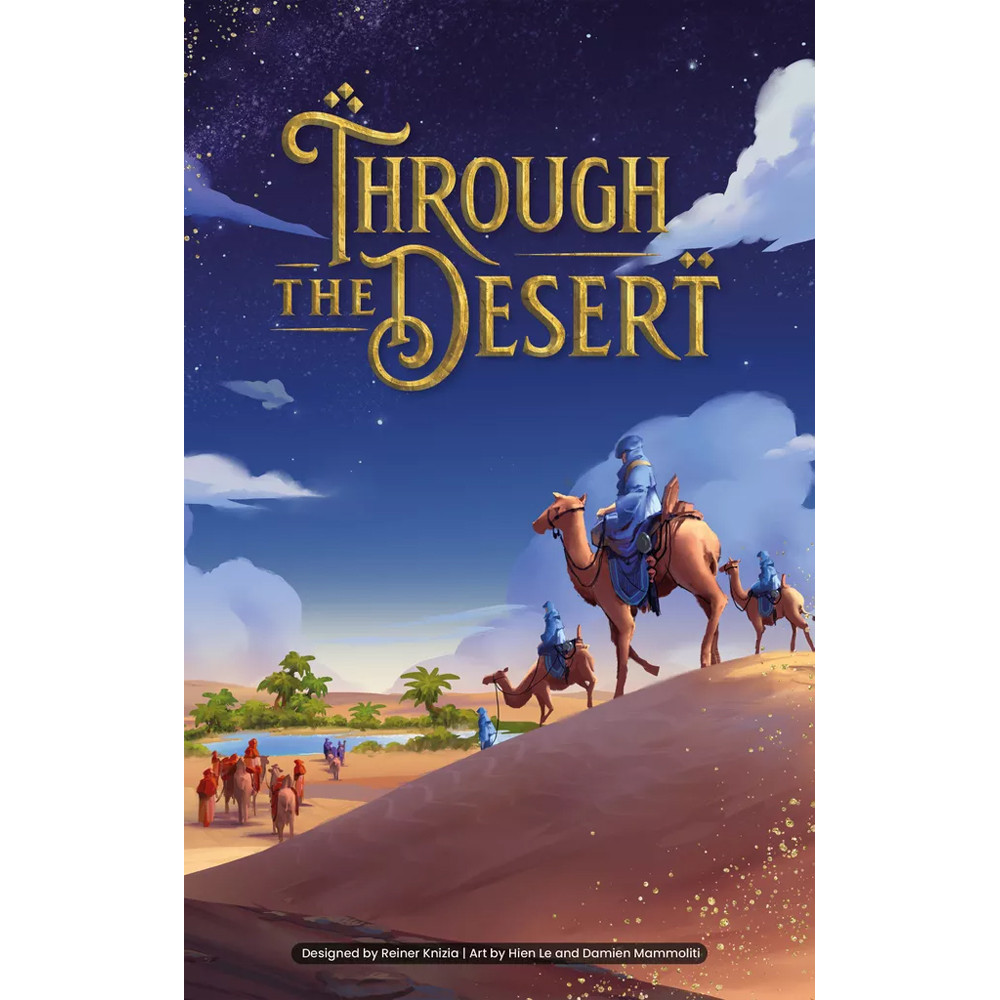 THROUGH
THE DESERT
Designed by Reiner Knizia | Art by Hien Le and Damien Mammoliti